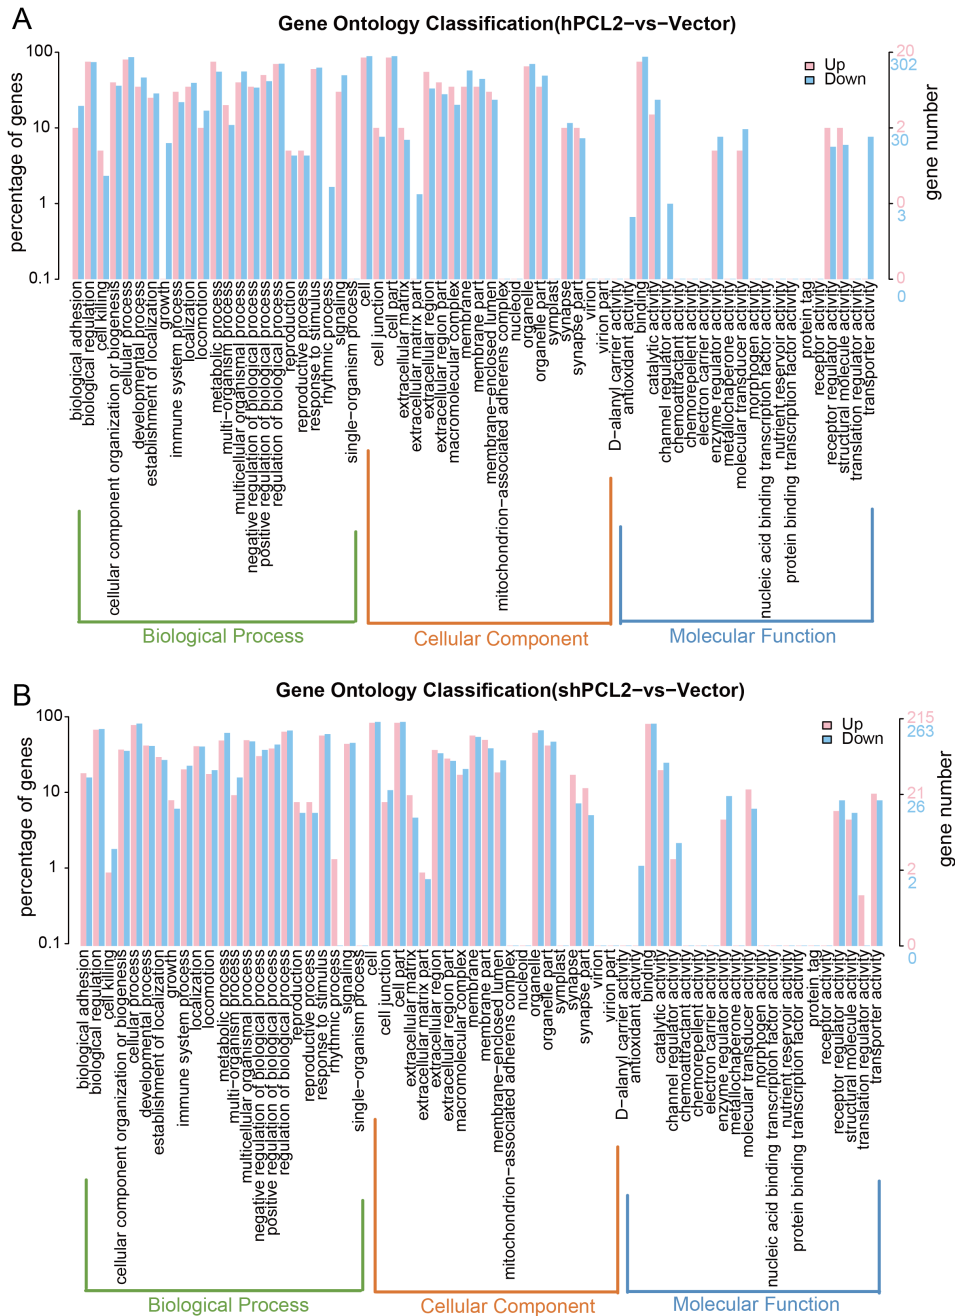 A
Gene Ontology Classification(hPCL2−vs−Vector)
percentage of genes
100
10
1
0.1
Up
Down
20
302
2
30
0
3
0
0
gene number
biological adhesion
biological regulation
cell killing
cellular component organization or biogenesis
cellular process
developmental process
establishment of localization
growth
immune system process
localization
locomotion
metabolic process
multi−organism process
multicellular organismal process
negative regulation of biological process
positive regulation of biological process
regulation of biological process
reproduction
reproductive process
response to stimulus
rhythmic process
signaling
single−organism process
cell
cell junction
cell part
extracellular matrix
extracellular matrix part
extracellular region
extracellular region part
macromolecular complex
membrane
membrane part
membrane−enclosed lumen
mitochondrion−associated adherens complex
nucleoid
organelle
organelle part
symplast
synapse
synapse part
virion
virion part
D−alanyl carrier activity
antioxidant activity
binding
catalytic activity
channel regulator activity
chemoattractant activity
chemorepellent activity
electron carrier activity
enzyme regulator activity
metallochaperone activity
molecular transducer activity
morphogen activity
nucleic acid binding transcription factor activity
nutrient reservoir activity
protein binding transcription factor activity
protein tag
receptor activity
receptor regulator activity
structural molecule activity
translation regulator activity
transporter activity
Biological Process
Cellular Component
Molecular Function
B
Gene Ontology Classification(shPCL2−vs−Vector)
percentage of genes
100
10
1
0.1
Up
Down
215
263
21
26
2
2
0
0
gene number
biological adhesion
biological regulation
cell killing
cellular component organization or biogenesis
cellular process
developmental process
establishment of localization
growth
immune system process
localization
locomotion
metabolic process
multi−organism process
multicellular organismal process
negative regulation of biological process
positive regulation of biological process
regulation of biological process
reproduction
reproductive process
response to stimulus
rhythmic process
signaling
single−organism process
cell
cell junction
cell part
extracellular matrix
extracellular matrix part
extracellular region
extracellular region part
macromolecular complex
membrane
membrane part
membrane−enclosed lumen
mitochondrion−associated adherens complex
nucleoid
organelle
organelle part
symplast
synapse
synapse part
virion
virion part
D−alanyl carrier activity
antioxidant activity
binding
catalytic activity
channel regulator activity
chemoattractant activity
chemorepellent activity
electron carrier activity
enzyme regulator activity
metallochaperone activity
molecular transducer activity
morphogen activity
nucleic acid binding transcription factor activity
nutrient reservoir activity
protein binding transcription factor activity
protein tag
receptor activity
receptor regulator activity
structural molecule activity
translation regulator activity
transporter activity
Biological Process
Cellular Component
Molecular Function